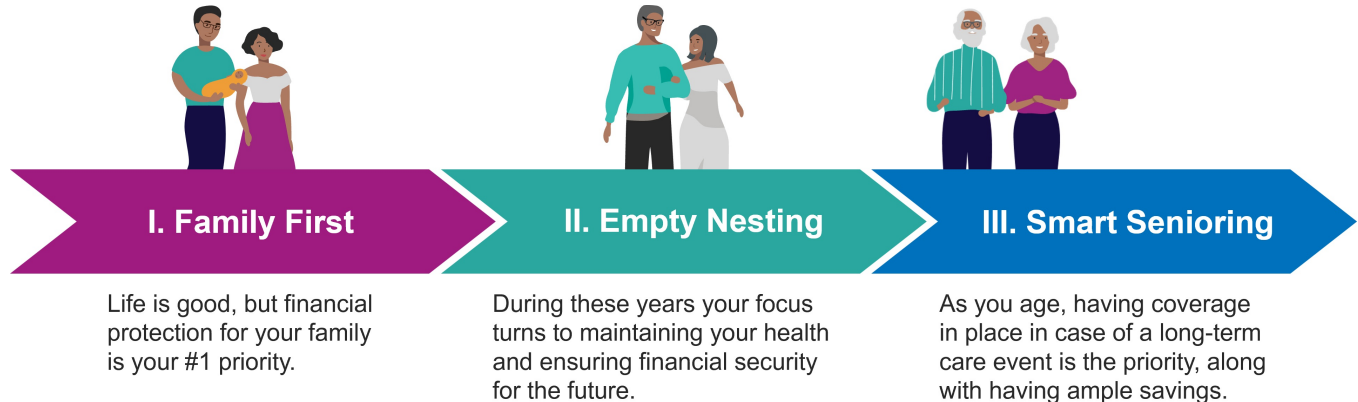 I. Family First
Life is good, but financial
protection for your family
is your #1 priority.
II. Empty Nesting
During these years your focus
turns to maintaining your health
and ensuring financial security
for the future.
III. Smart Senioring
As you age, having coverage
in place in case of a long-term
care event is the priority, along
with having ample savings.